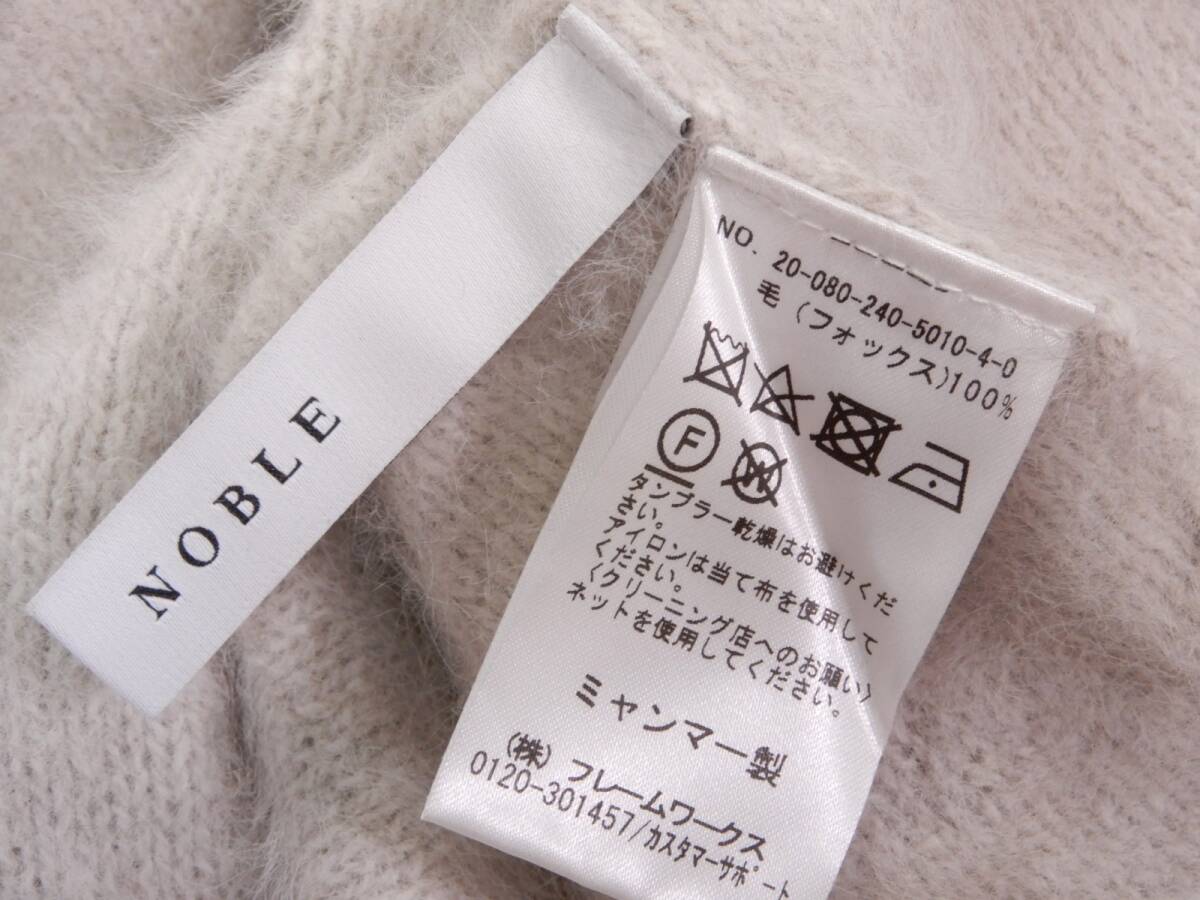 NOBLE
NO. 20-080-240-5010-4-0
毛(フォックス)100%
F
W
タンブラー乾燥はお避けくだ
さい。
アイロンは当て布を使用して
ください。
〈クリーニング店へのお願い〉
ネットを使用してください。
ミャンマー製
(株)フレームワークス
0120-301457/カスタマーサポート